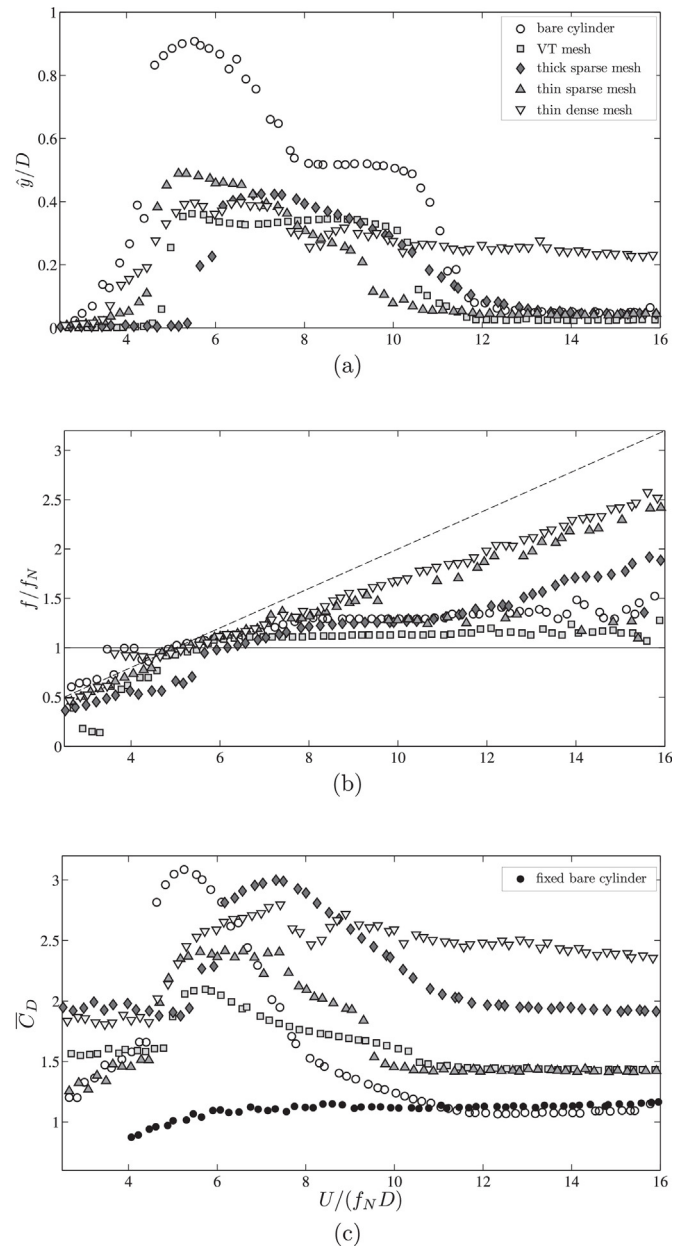 1
bare cylinder
VT mesh
thick sparse mesh
thin sparse mesh
thin dense mesh
0.8
0.6
ŷ/D
0.4
0.2
0
4 6 8 10 12 14 16
(a)
3
2.5
2
f/f_N
1.5
1
0.5
0
4 6 8 10 12 14 16
(b)
3
fixed bare cylinder
2.5
C̅_D
2
1.5
1
4 6 8 10 12 14 16
U/(f_N D)
(c)